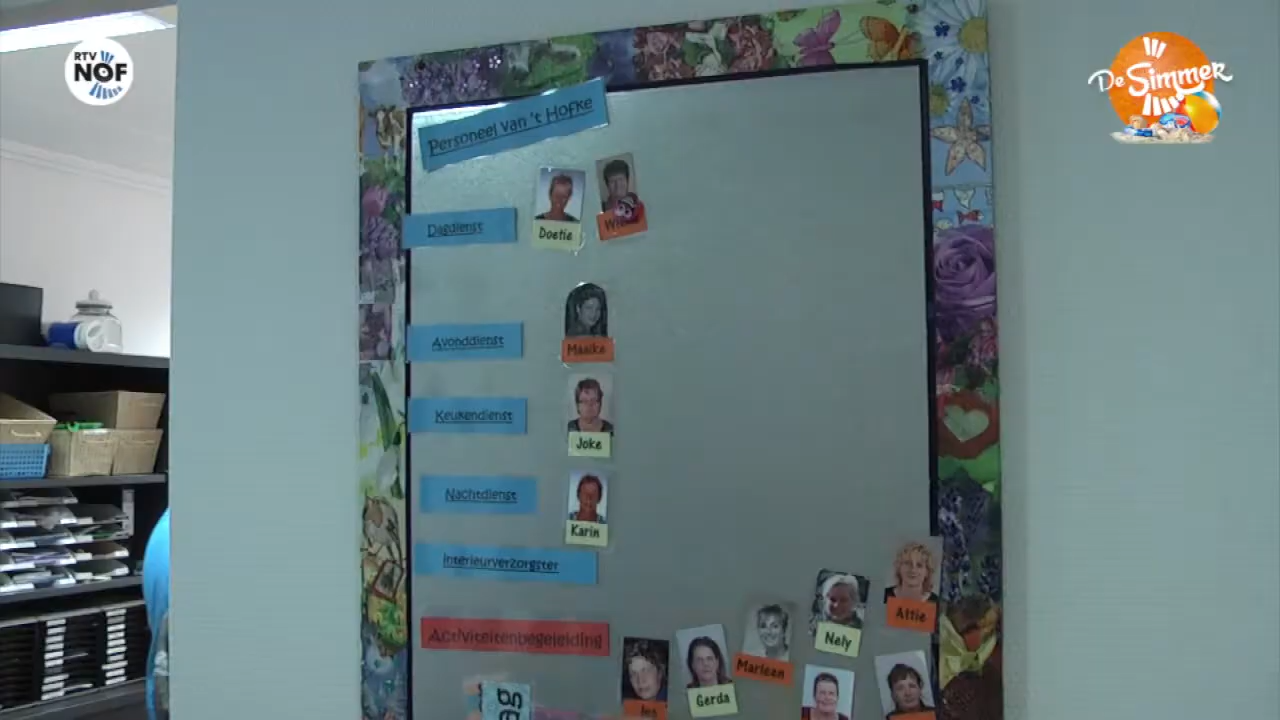 RTV
NOF
De Simmer
Personeel van 't Hofke
Dagdienst
Doetie
Avonddienst
Maaike
Keukendienst
Joke
Nachtdienst
Karin
Interieurverzorgster
Attie
Activiteitenbegeleiding
Nely
Marleen
Gerda